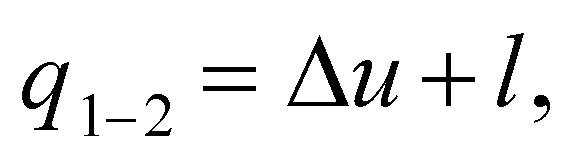 q₁₋₂ = Δu + l,